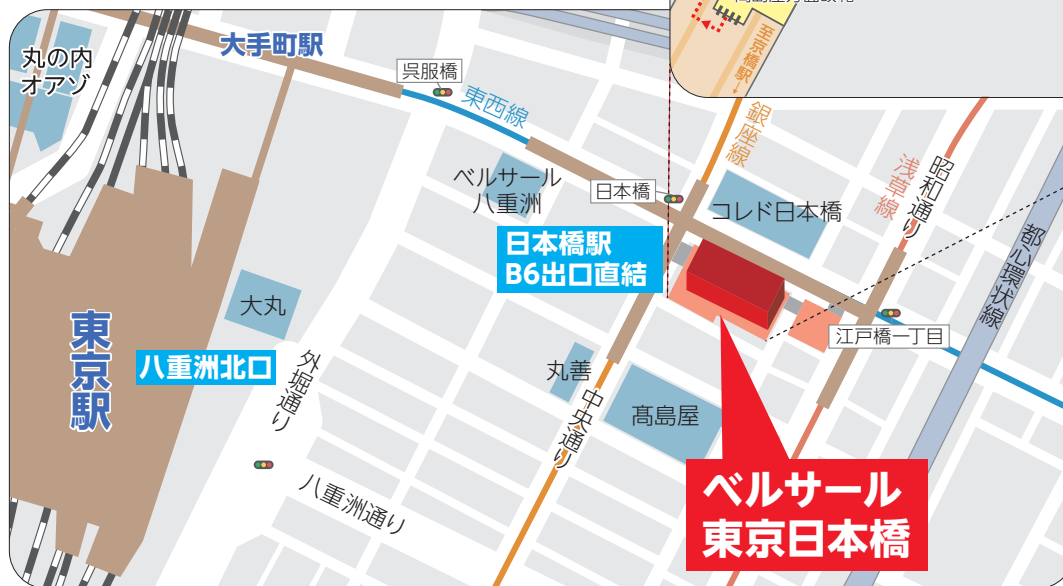 至京橋駅
丸の内
オアゾ
大手町駅
呉服橋
東西線
銀座線
浅草線
昭和通り
都心環状線
ベルサール
八重洲
日本橋
コレド日本橋
日本橋駅
B6出口直結
大丸
江戸橋一丁目
東京駅
八重洲北口
外堀通り
丸善
中央通り
髙島屋
八重洲通り
ベルサール
東京日本橋